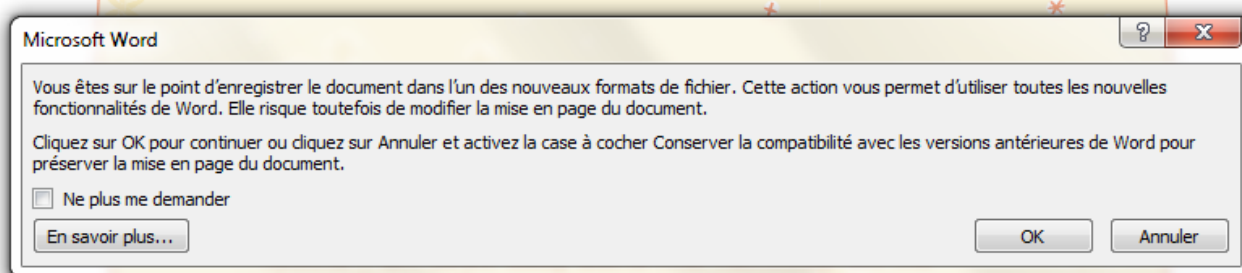 Microsoft Word
Vous êtes sur le point d'enregistrer le document dans l'un des nouveaux formats de fichier. Cette action vous permet d'utiliser toutes les nouvelles
fonctionnalités de Word. Elle risque toutefois de modifier la mise en page du document.
Cliquez sur OK pour continuer ou cliquez sur Annuler et activez la case à cocher Conserver la compatibilité avec les versions antérieures de Word pour
préserver la mise en page du document.
Ne plus me demander
En savoir plus...
OK
Annuler